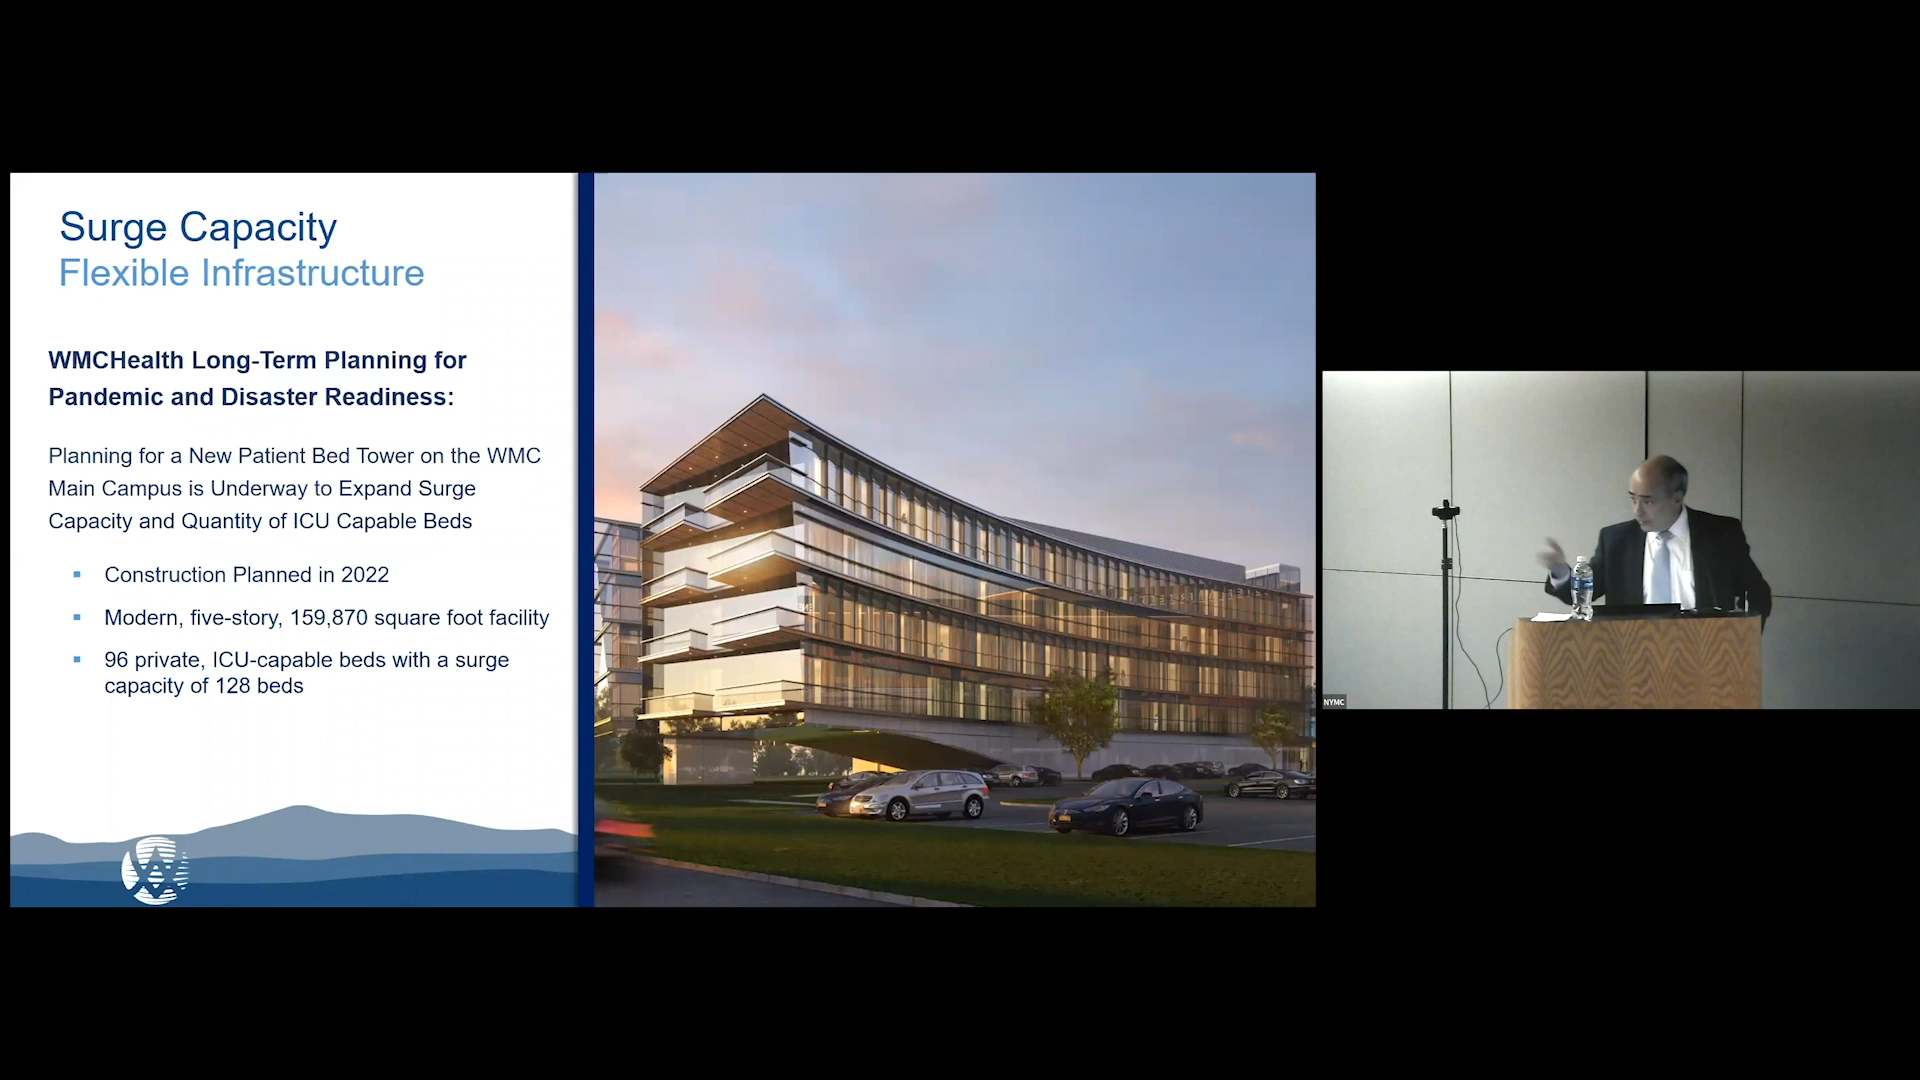 Surge Capacity
Flexible Infrastructure
WMCHealth Long-Term Planning for
Pandemic and Disaster Readiness:
Planning for a New Patient Bed Tower on the WMC
Main Campus is Underway to Expand Surge
Capacity and Quantity of ICU Capable Beds
▪ Construction Planned in 2022
▪ Modern, five-story, 159,870 square foot facility
▪ 96 private, ICU-capable beds with a surge
capacity of 128 beds
NYMC